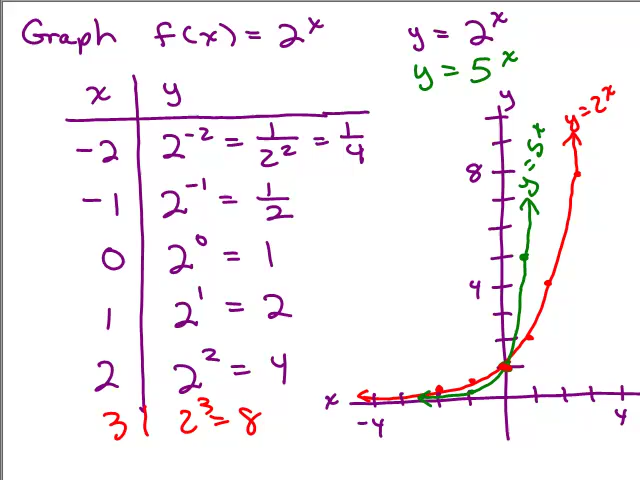 Graph f(x) = 2^x
y = 2^x
y = 5^x
x y
-2 2^-2 = 1/2^2 = 1/4
-1 2^-1 = 1/2
0 2^0 = 1
1 2^1 = 2
2 2^2 = 4
3 2^3 = 8
y
y = 2^x
y = 5^x
8
4
x
-4 4